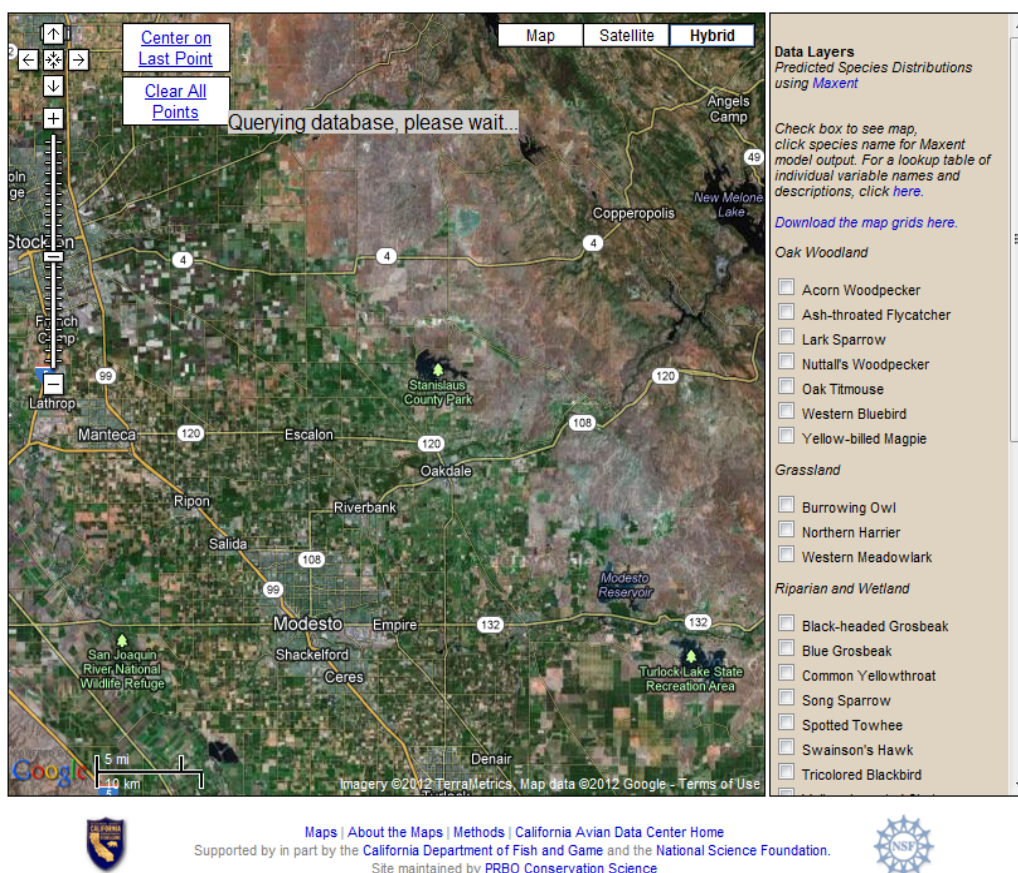 Center on
Last Point
Clear All
Points
Querying database, please wait...
Map
Satellite
Hybrid
Angels
Camp
49
New Melone
Lake
Copperopolis
4
4
4
Stockton
French
Camp
99
Lathrop
Manteca
120
Escalon
120
Oakdale
108
120
Stanislaus
County Park
Ripon
Riverbank
Salida
108
99
Modesto
Empire
132
132
Modesto
Reservoir
Shackelford
Ceres
San Joaquin
River National
Wildlife Refuge
Turlock Lake State
Recreation Area
Denair
Turlock
5 mi
10 km
5
Google
Imagery ©2012 TerraMetrics, Map data ©2012 Google - Terms of Use
Data Layers
Predicted Species Distributions
using Maxent
Check box to see map,
click species name for Maxent
model output. For a lookup table of
individual variable names and
descriptions, click here.
Download the map grids here.
Oak Woodland
Acorn Woodpecker
Ash-throated Flycatcher
Lark Sparrow
Nuttall's Woodpecker
Oak Titmouse
Western Bluebird
Yellow-billed Magpie
Grassland
Burrowing Owl
Northern Harrier
Western Meadowlark
Riparian and Wetland
Black-headed Grosbeak
Blue Grosbeak
Common Yellowthroat
Song Sparrow
Spotted Towhee
Swainson's Hawk
Tricolored Blackbird
CALIFORNIA
Maps | About the Maps | Methods | California Avian Data Center Home
Supported by in part by the California Department of Fish and Game and the National Science Foundation.
Site maintained by PRBO Conservation Science
NSF